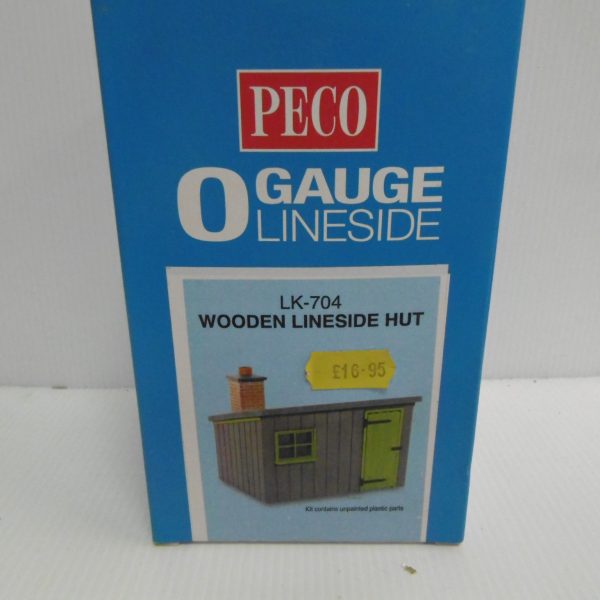 PECO
O GAUGE
LINESIDE
LK-704
WOODEN LINESIDE HUT
£16.95
Kit contains unpainted plastic parts